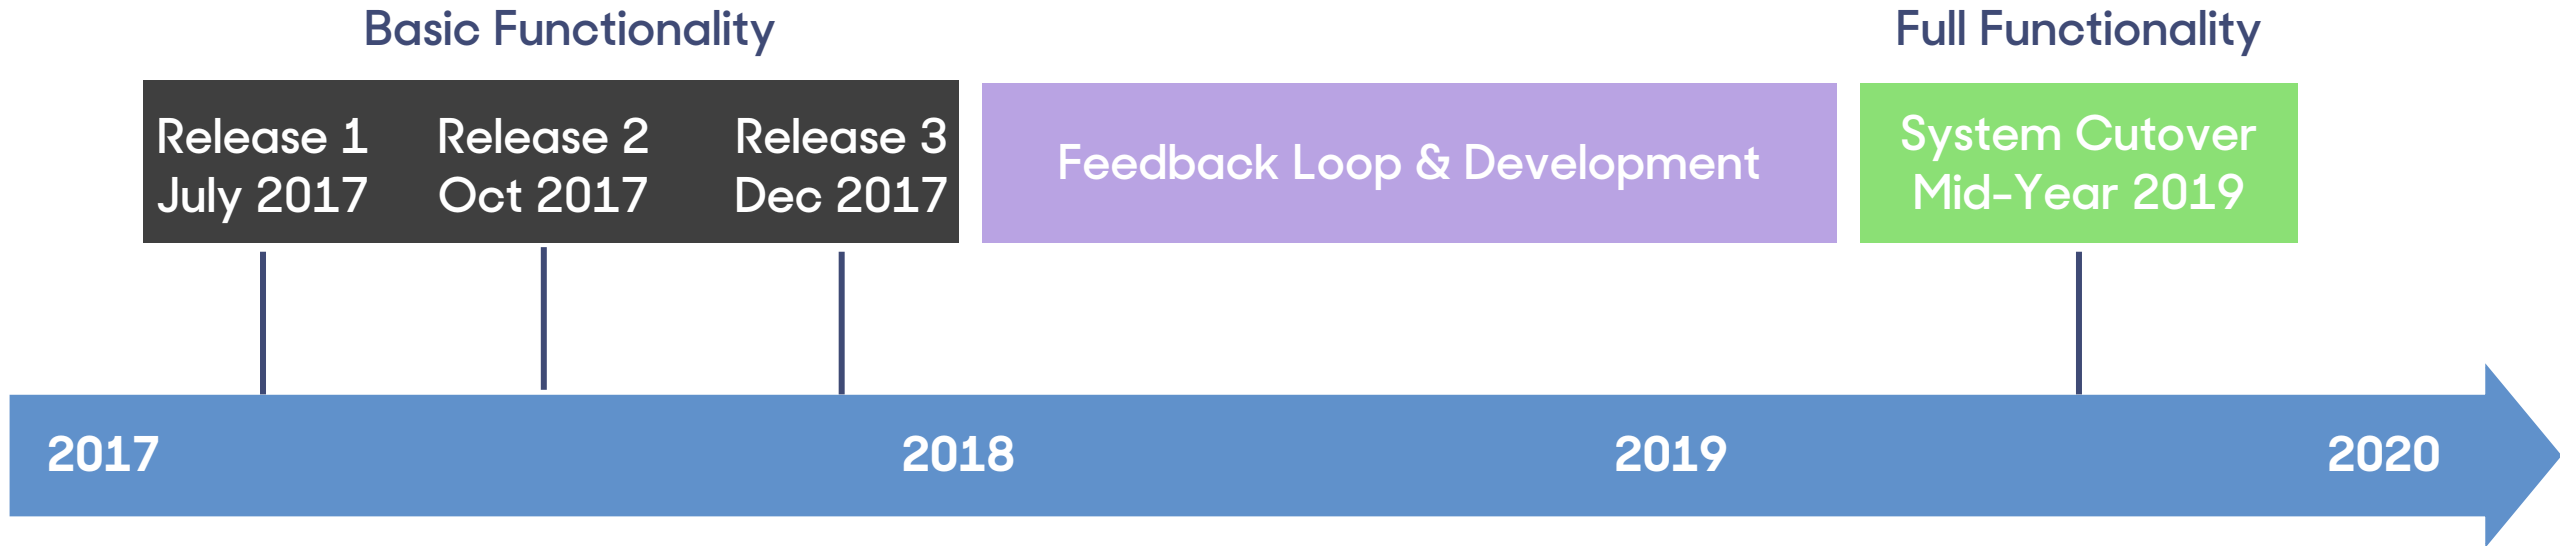 Basic Functionality
Full Functionality
Release 1
July 2017
Release 2
Oct 2017
Release 3
Dec 2017
Feedback Loop & Development
System Cutover
Mid-Year 2019
2017
2018
2019
2020